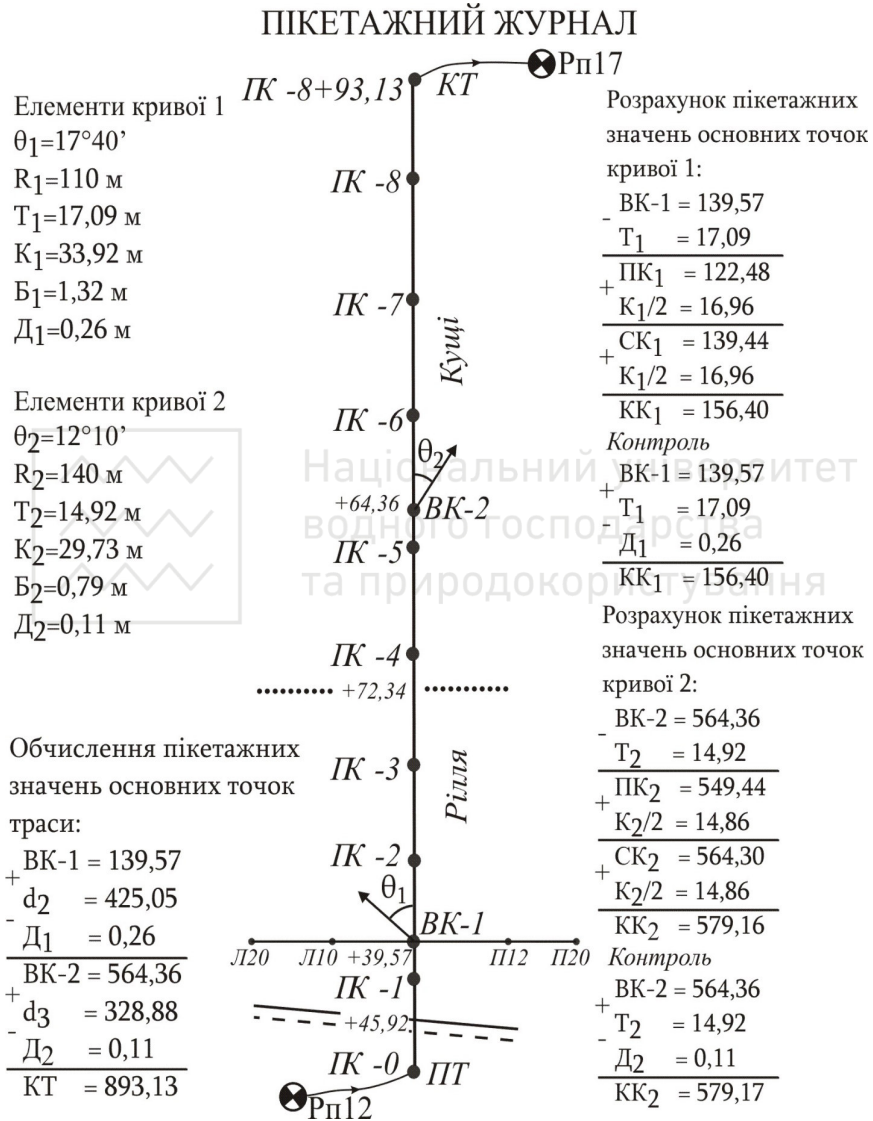 ПІКЕТАЖНИЙ ЖУРНАЛ
Рп17
ПК -8+93,13 КТ
Елементи кривої 1
θ1=17°40’
R1=110 м
Т1=17,09 м
К1=33,92 м
Б1=1,32 м
Д1=0,26 м
Елементи кривої 2
θ2=12°10’
R2=140 м
Т2=14,92 м
К2=29,73 м
Б2=0,79 м
Д2=0,11 м
Обчислення пікетажних
значень основних точок
траси:
+ ВК-1 = 139,57
d2 = 425,05
- Д1 = 0,26
ВК-2 = 564,36
+ d3 = 328,88
- Д2 = 0,11
КТ = 893,13
ПК -8
ПК -7
Кущі
ПК -6
θ2
+64,36 ВК-2
ПК -5
ПК -4
+72,34
ПК -3
Рілля
ПК -2
θ1
ВК-1
Л20 Л10 +39,57 П12 П20
ПК -1
+45,92
ПК -0 ПТ
Рп12
Розрахунок пікетажних
значень основних точок
кривої 1:
- ВК-1 = 139,57
Т1 = 17,09
+ ПК1 = 122,48
К1/2 = 16,96
+ СК1 = 139,44
К1/2 = 16,96
КК1 = 156,40
Контроль
+ ВК-1 = 139,57
Т1 = 17,09
- Д1 = 0,26
КК1 = 156,40
Розрахунок пікетажних
значень основних точок
кривої 2:
- ВК-2 = 564,36
Т2 = 14,92
+ ПК2 = 549,44
К2/2 = 14,86
+ СК2 = 564,30
К2/2 = 14,86
КК2 = 579,16
Контроль
+ ВК-2 = 564,36
Т2 = 14,92
- Д2 = 0,11
КК2 = 579,17
Національний університет
водного господарства
та природокористування